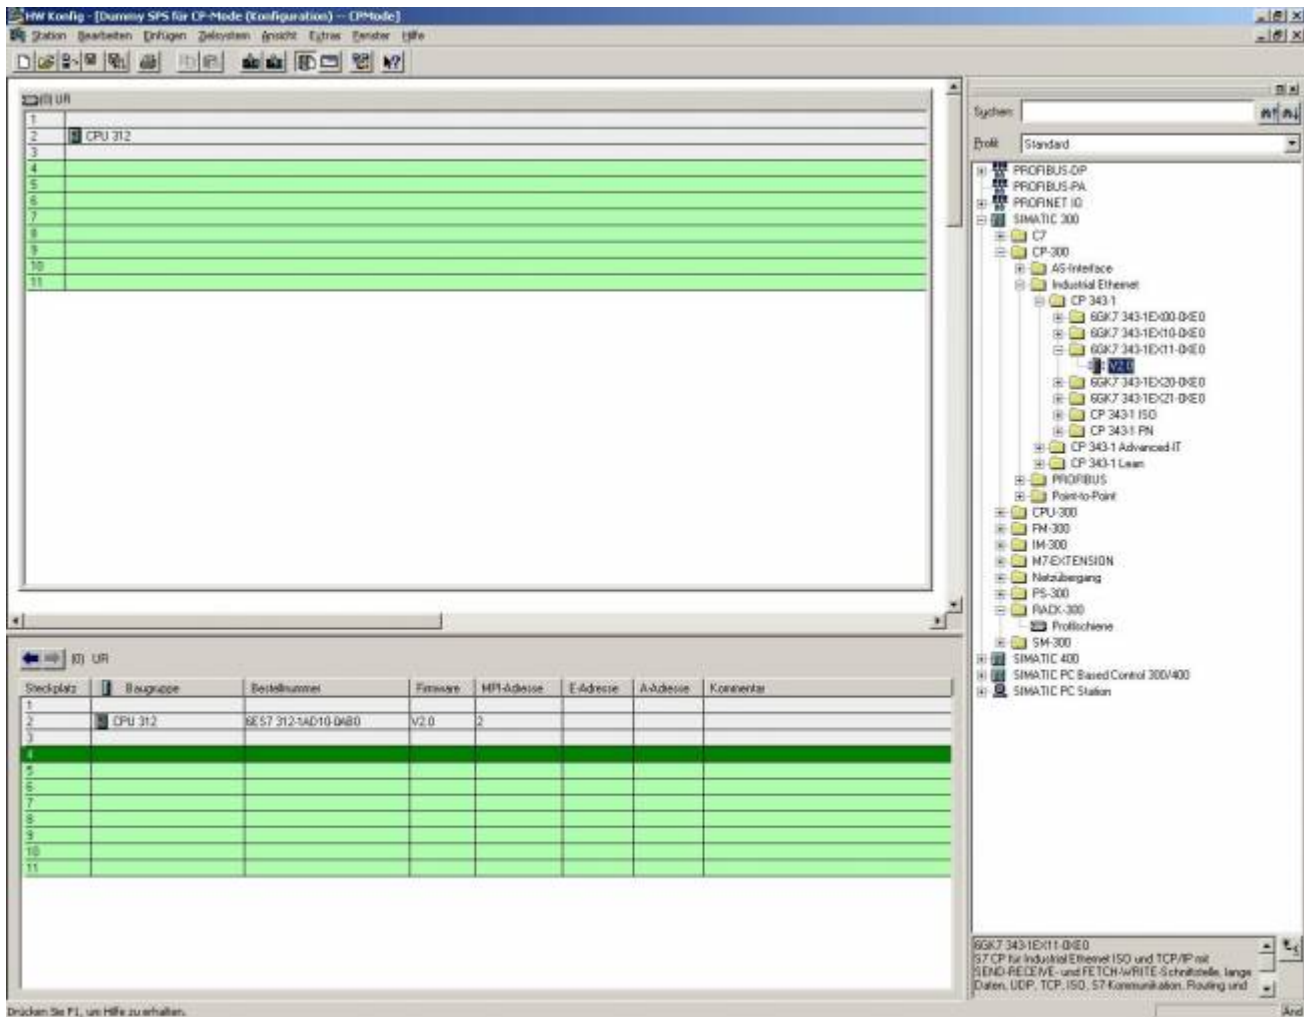 HW Konfig - [Dummy SPS für CP-Mode (Konfiguration) -- CPMode]
Station Bearbeiten Einfügen Zielsystem Ansicht Extras Fenster Hilfe
(0) UR
1
2 CPU 312
3
4
5
6
7
8
9
10
11
Suchen:
Profil: Standard
PROFIBUS-DP
PROFIBUS-PA
PROFINET IO
SIMATIC 300
C7
CP-300
AS-Interface
Industrial Ethernet
CP 343-1
6GK7 343-1EX00-0XE0
6GK7 343-1EX10-0XE0
6GK7 343-1EX11-0XE0
V2.0
6GK7 343-1EX20-0XE0
6GK7 343-1EX21-0XE0
CP 343-1 ISO
CP 343-1 PN
CP 343-1 Advanced-IT
CP 343-1 Lean
PROFIBUS
Point-to-Point
CPU-300
FM-300
IM-300
M7-EXTENSION
Netzübergang
PS-300
RACK-300
Profilschiene
SM-300
SIMATIC 400
SIMATIC PC Based Control 300/400
SIMATIC PC Station
(0) UR
Steckplatz Baugruppe Bestellnummer Firmware MPI-Adresse E-Adresse A-Adresse Kommentar
1
2 CPU 312 6ES7 312-1AD10-0AB0 V2.0 2
3
4
5
6
7
8
9
10
11
6GK7 343-1EX11-0XE0
S7 CP für Industrial Ethernet ISO und TCP/IP mit
SEND-RECEIVE- und FETCH-WRITE-Schnittstelle, lange
Daten, UDP, TCP, ISO, S7-Kommunikation, Routing und
Drücken Sie F1, um Hilfe zu erhalten.
Änd